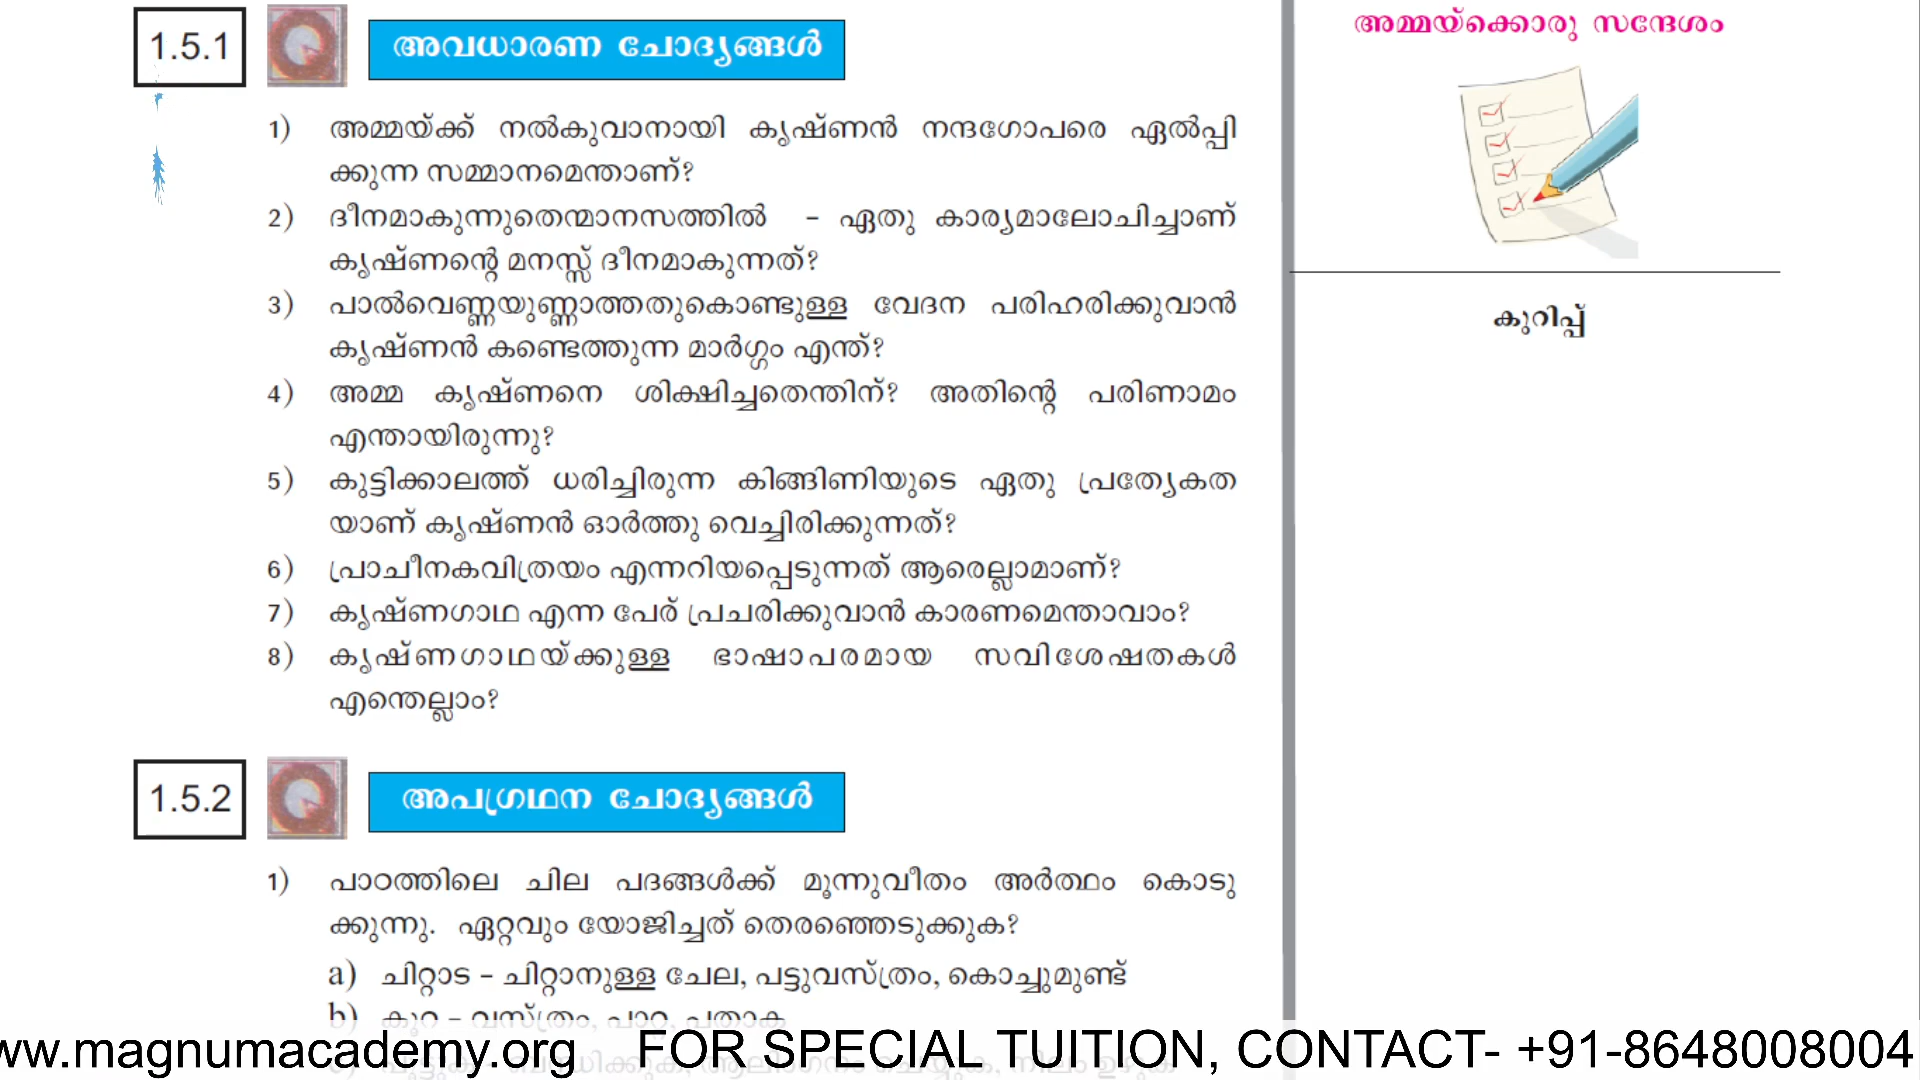 1.5.1 അവധാരണ ചോദ്യങ്ങൾ
1) അമ്മയ്ക്ക് നൽകുവാനായി കൃഷ്ണൻ നന്ദഗോപരെ ഏൽപ്പി
ക്കുന്ന സമ്മാനമെന്താണ്?
2) ദീനമാകുന്നുതെന്മാനസത്തിൽ - ഏതു കാര്യമാലോചിച്ചാണ്
കൃഷ്ണന്റെ മനസ്സ് ദീനമാകുന്നത്?
3) പാൽവെണ്ണയുണ്ണാത്തതുകൊണ്ടുള്ള വേദന പരിഹരിക്കുവാൻ
കൃഷ്ണൻ കണ്ടെത്തുന്ന മാർഗ്ഗം എന്ത്?
4) അമ്മ കൃഷ്ണനെ ശിക്ഷിച്ചതെന്തിന്? അതിന്റെ പരിണാമം
എന്തായിരുന്നു?
5) കുട്ടിക്കാലത്ത് ധരിച്ചിരുന്ന കിങ്ങിണിയുടെ ഏതു പ്രത്യേകത
യാണ് കൃഷ്ണൻ ഓർത്തു വെച്ചിരിക്കുന്നത്?
6) പ്രാചീനകവിത്രയം എന്നറിയപ്പെടുന്നത് ആരെല്ലാമാണ്?
7) കൃഷ്ണഗാഥ എന്ന പേര് പ്രചരിക്കുവാൻ കാരണമെന്താവാം?
8) കൃഷ്ണഗാഥയ്ക്കുള്ള ഭാഷാപരമായ സവിശേഷതകൾ
എന്തെല്ലാം?
1.5.2 അപഗ്രഥന ചോദ്യങ്ങൾ
1) പാഠത്തിലെ ചില പദങ്ങൾക്ക് മൂന്നുവീതം അർത്ഥം കൊടു
ക്കുന്നു. ഏറ്റവും യോജിച്ചത് തെരഞ്ഞെടുക്കുക?
a) ചിറ്റാട - ചിറ്റാനുള്ള ചേല, പട്ടുവസ്ത്രം, കൊച്ചുമുണ്ട്
b) കൂറ - വസ്ത്രം, പാറ്റ, പതാക
അമ്മയ്ക്കൊരു സന്ദേശം
കുറിപ്പ്
ww.magnumacademy.org FOR SPECIAL TUITION, CONTACT- +91-8648008004